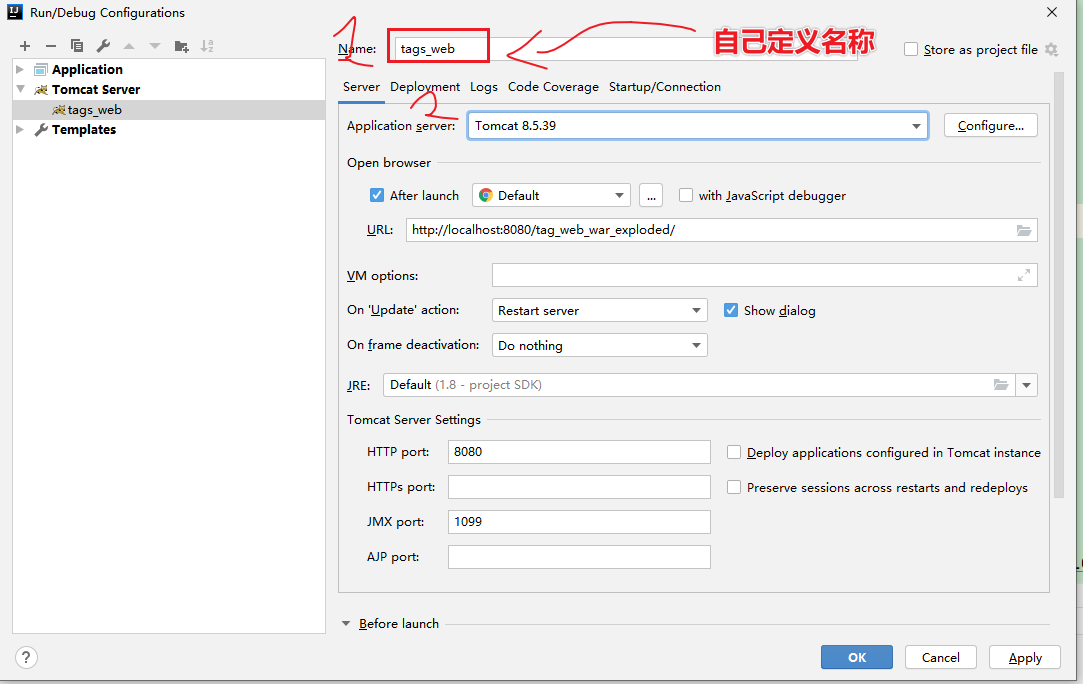 Run/Debug Configurations
1
Name: tags_web
自己定义名称
Store as project file
Application
Tomcat Server
tags_web
Templates
Server Deployment Logs Code Coverage Startup/Connection
2
Application server: Tomcat 8.5.39 Configure...
Open browser
After launch Default ... with JavaScript debugger
URL: http://localhost:8080/tag_web_war_exploded/
VM options:
On 'Update' action: Restart server Show dialog
On frame deactivation: Do nothing
JRE: Default (1.8 - project SDK)
Tomcat Server Settings
HTTP port: 8080 Deploy applications configured in Tomcat instance
HTTPs port: Preserve sessions across restarts and redeploys
JMX port: 1099
AJP port:
Before launch
? OK Cancel Apply